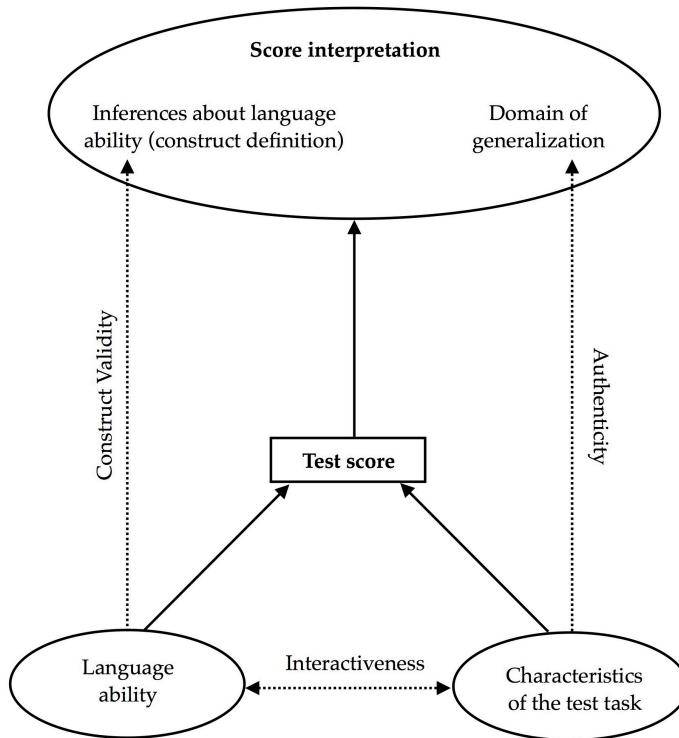 Score interpretation
Inferences about language
ability (construct definition)
Domain of
generalization
Construct Validity
Authenticity
Test score
Language
ability
Interactiveness
Characteristics
of the test task